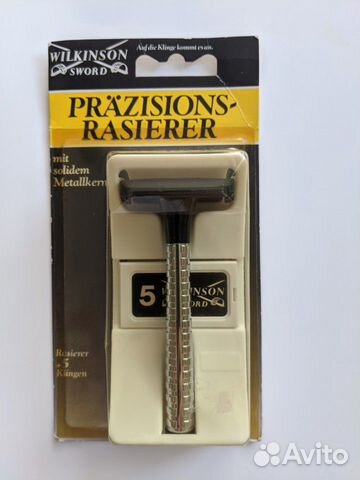 WILKINSON
SWORD
Auf die Klinge kommt es an.
PRÄZISIONS-
RASIERER
mit
solidem
Metallkern
5
WILKINSON
SWORD
Rasierer
+5
Klingen
Avito